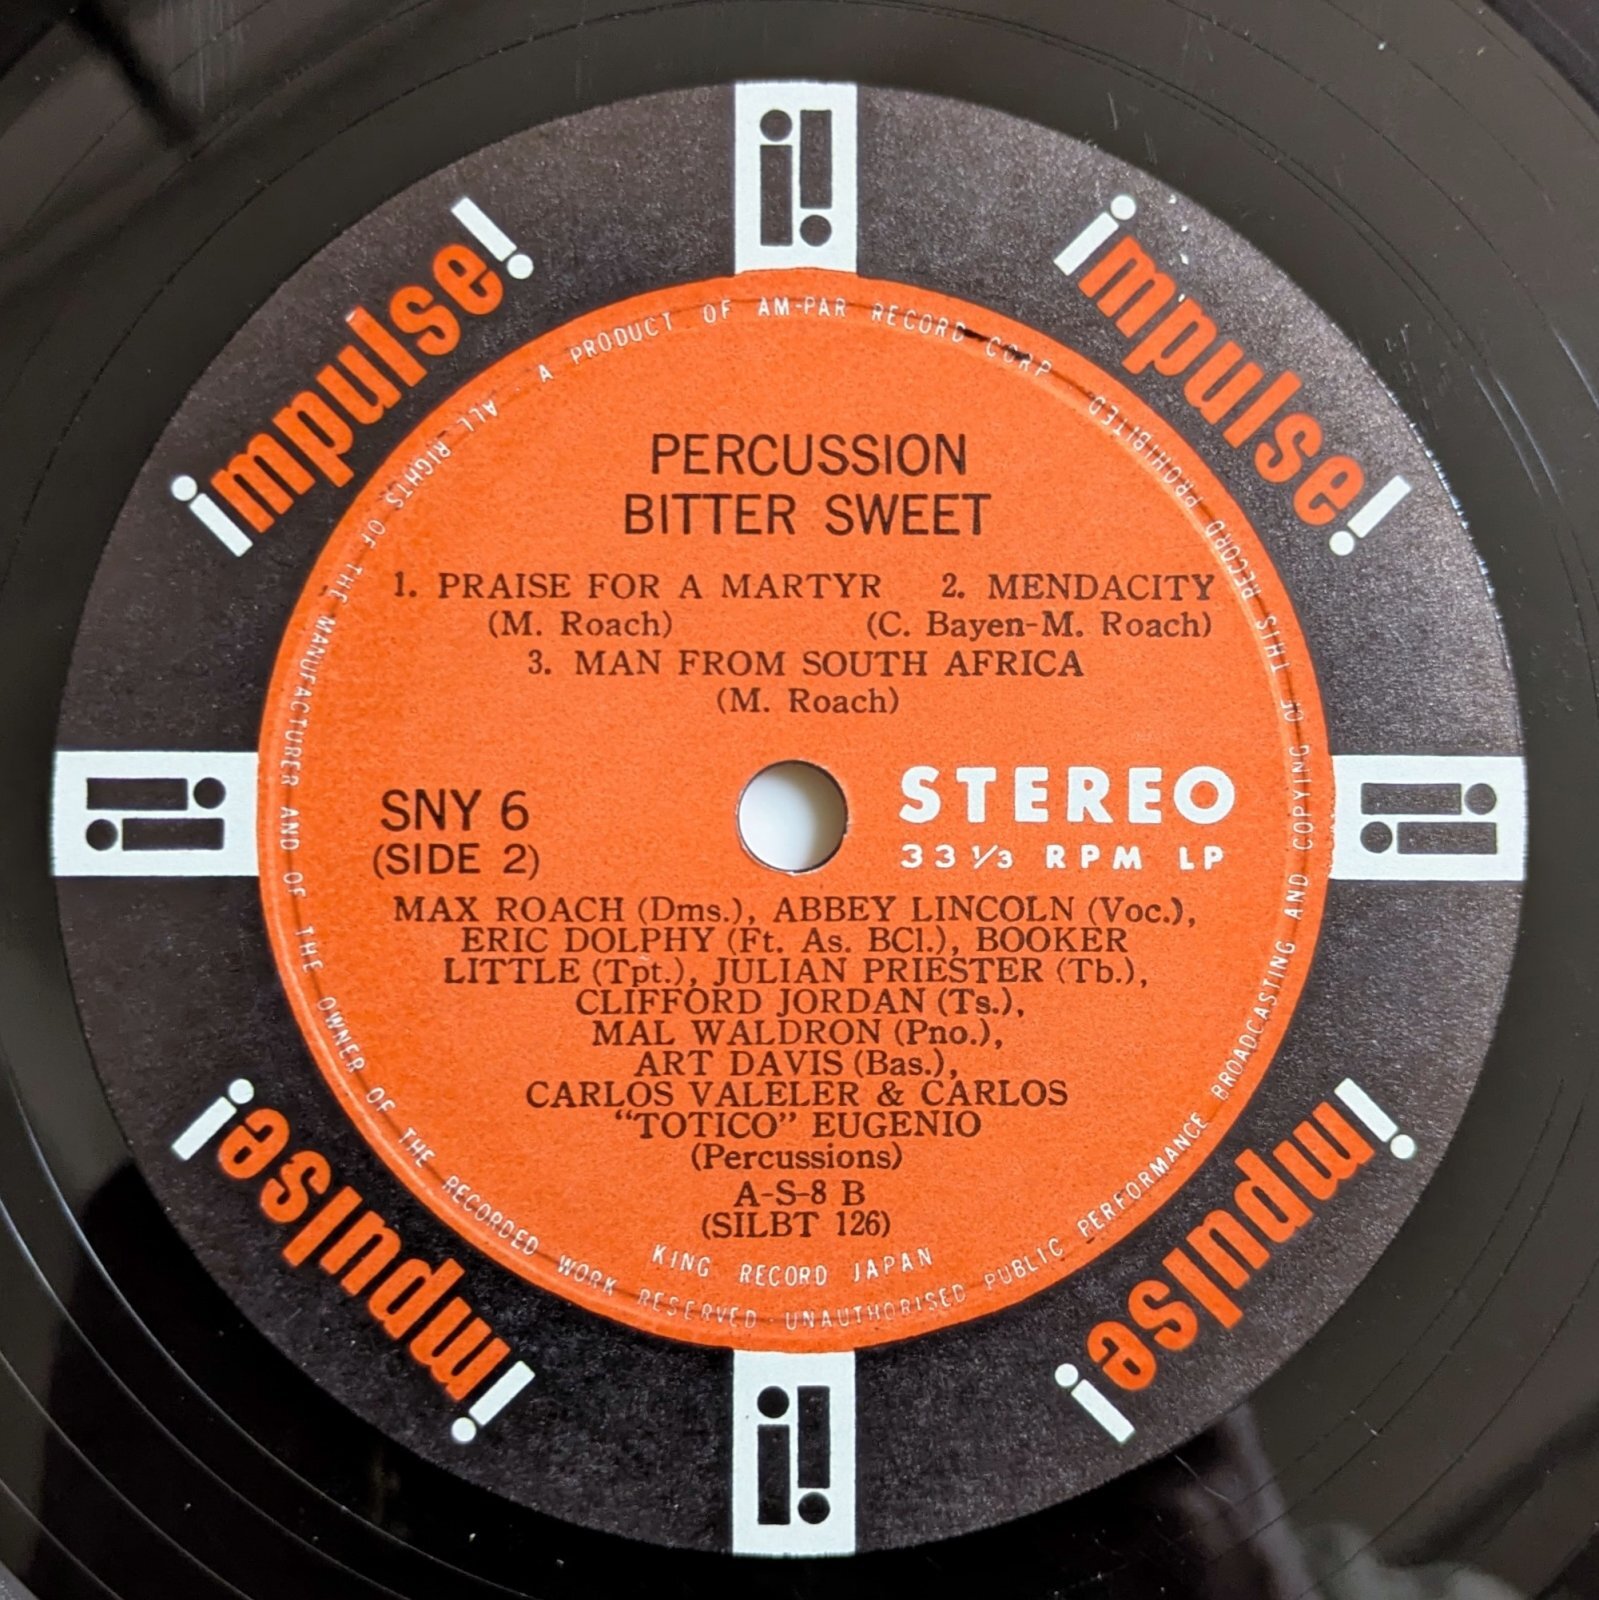 impulse!
impulse!
A PRODUCT OF AM-PAR RECORD CORP
PERCUSSION
BITTER SWEET
1. PRAISE FOR A MARTYR 2. MENDACITY
(M. Roach) (C. Bayen-M. Roach)
3. MAN FROM SOUTH AFRICA
(M. Roach)
SNY 6
(SIDE 2)
STEREO
33 1/3 RPM LP
MAX ROACH (Dms.), ABBEY LINCOLN (Voc.),
ERIC DOLPHY (Ft. As. BCl.), BOOKER
LITTLE (Tpt.), JULIAN PRIESTER (Tb.),
CLIFFORD JORDAN (Ts.),
MAL WALDRON (Pno.),
ART DAVIS (Bas.),
CARLOS VALELER & CARLOS
"TOTICO" EUGENIO
(Percussions)
A-S-8 B
(SILBT 126)
KING RECORD JAPAN
ALL RIGHTS OF THE MANUFACTURER AND OF THE OWNER OF THE RECORDED WORK RESERVED · UNAUTHORISED PUBLIC PERFORMANCE BROADCASTING AND COPYING OF THIS RECORD PROHIBITED
impulse!
impulse!